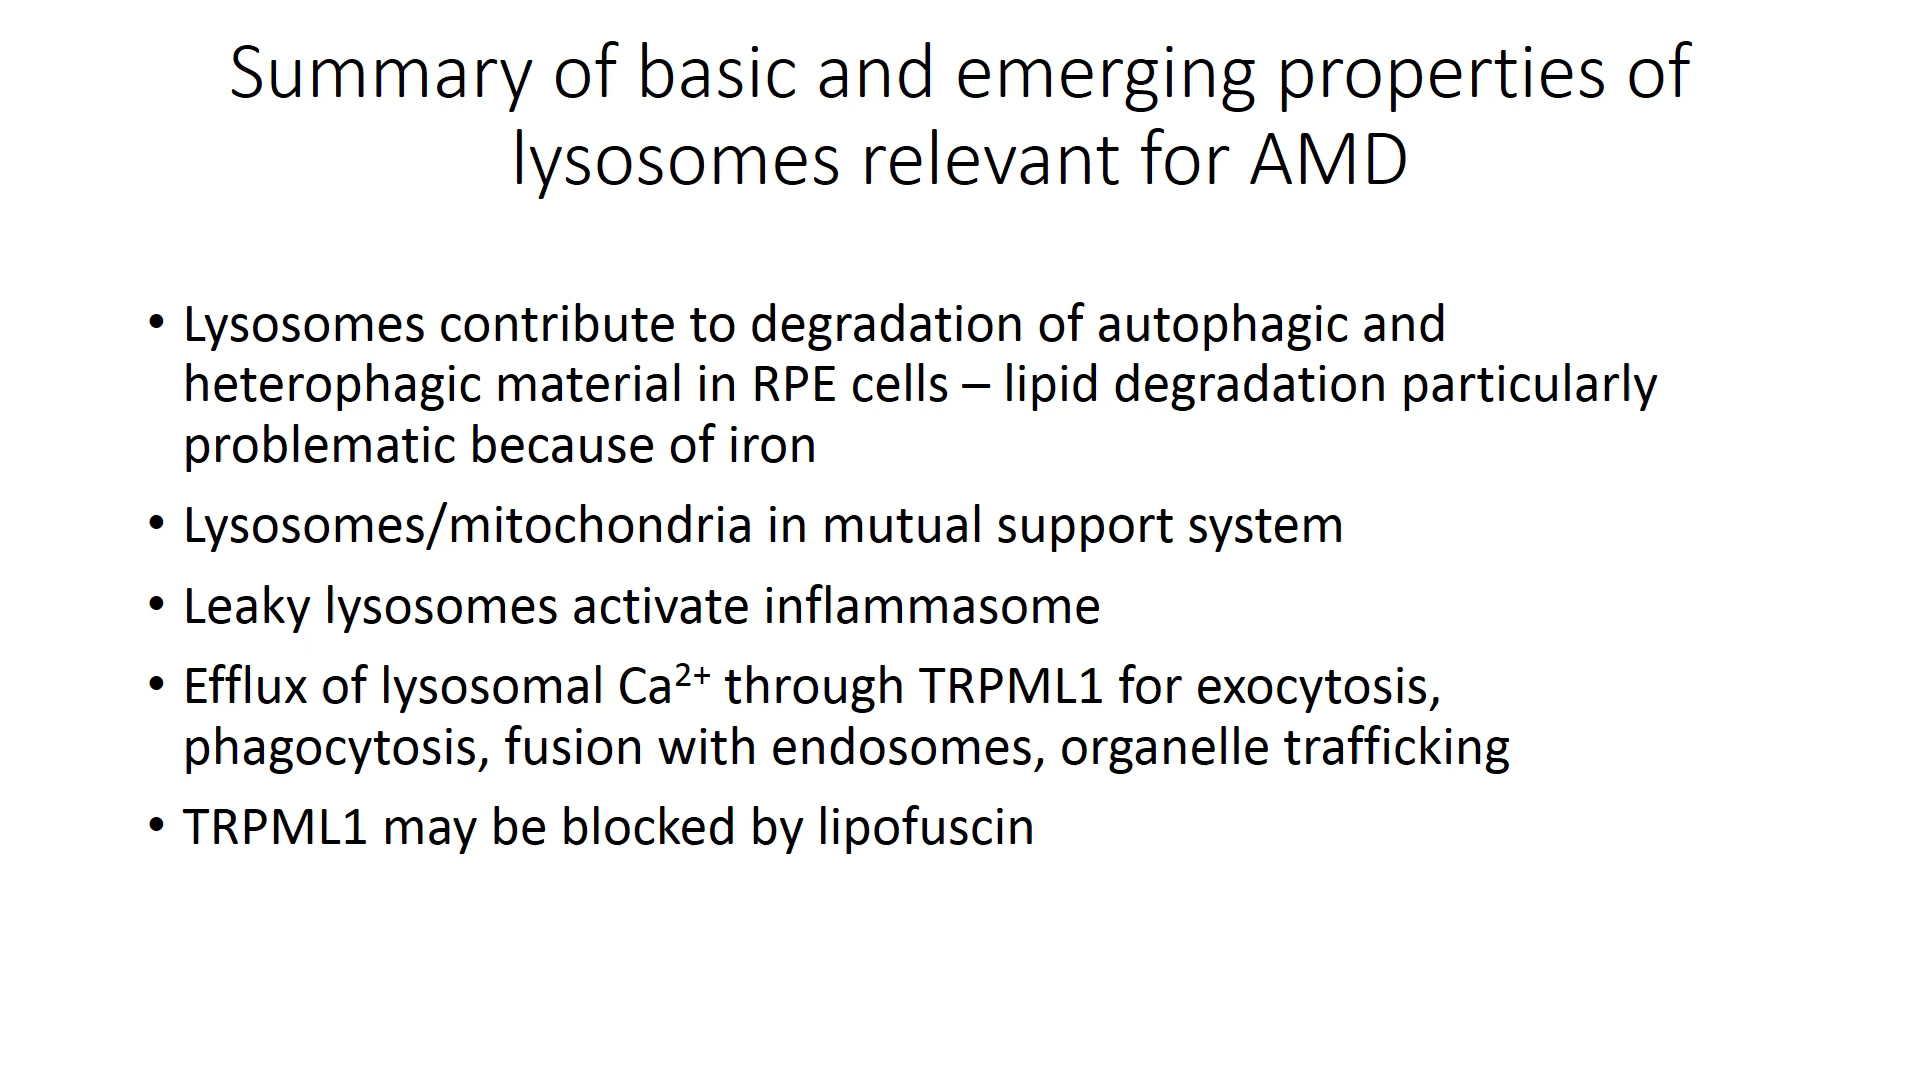 Summary of basic and emerging properties of
lysosomes relevant for AMD
• Lysosomes contribute to degradation of autophagic and
heterophagic material in RPE cells – lipid degradation particularly
problematic because of iron
• Lysosomes/mitochondria in mutual support system
• Leaky lysosomes activate inflammasome
• Efflux of lysosomal Ca²⁺ through TRPML1 for exocytosis,
phagocytosis, fusion with endosomes, organelle trafficking
• TRPML1 may be blocked by lipofuscin